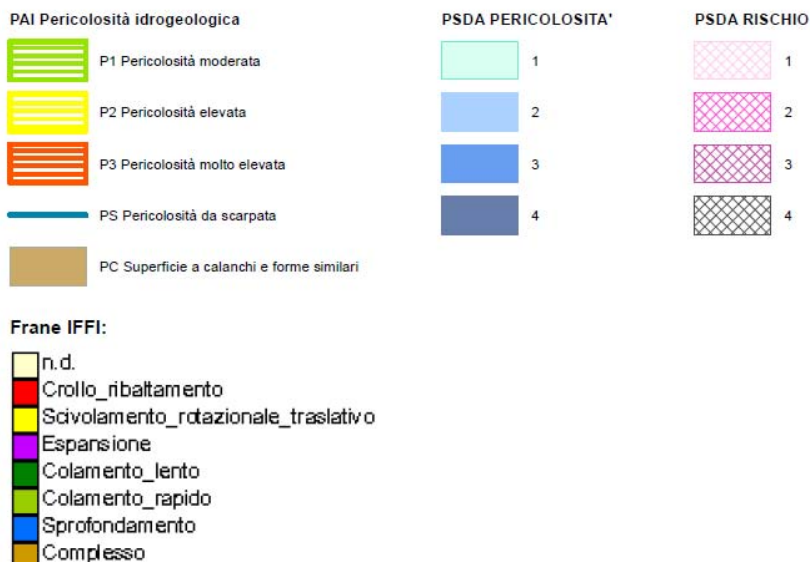 PAI Pericolosità idrogeologica
P1 Pericolosità moderata
P2 Pericolosità elevata
P3 Pericolosità molto elevata
PS Pericolosità da scarpata
PC Superficie a calanchi e forme similari
PSDA PERICOLOSITA'
1
2
3
4
PSDA RISCHIO
1
2
3
4
Frane IFFI:
n.d.
Crollo_ribaltamento
Scivolamento_rotazionale_traslativo
Espansione
Colamento_lento
Colamento_rapido
Sprofondamento
Complesso